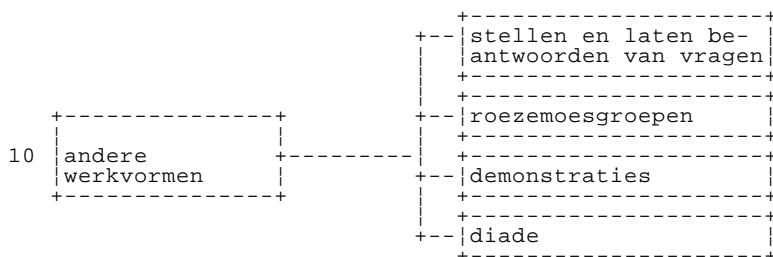 stellen en laten be-
antwoorden van vragen
roezemoesgroepen
10 andere
werkvormen
demonstraties
diade